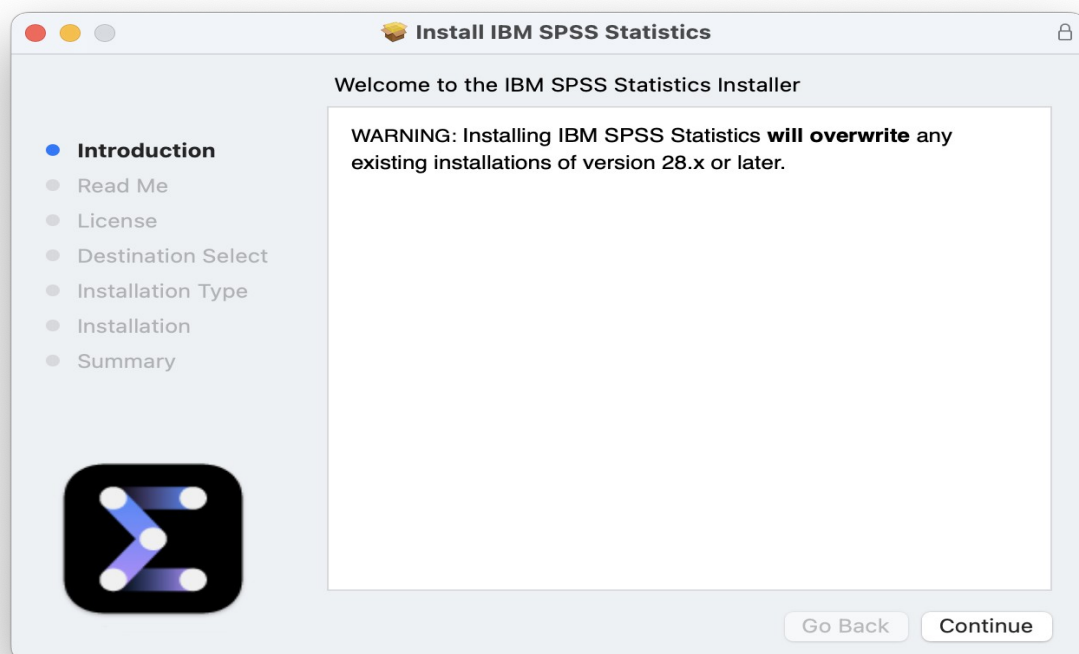 Install IBM SPSS Statistics
Welcome to the IBM SPSS Statistics Installer
Introduction
Read Me
License
Destination Select
Installation Type
Installation
Summary
WARNING: Installing IBM SPSS Statistics will overwrite any
existing installations of version 28.x or later.
Go Back
Continue